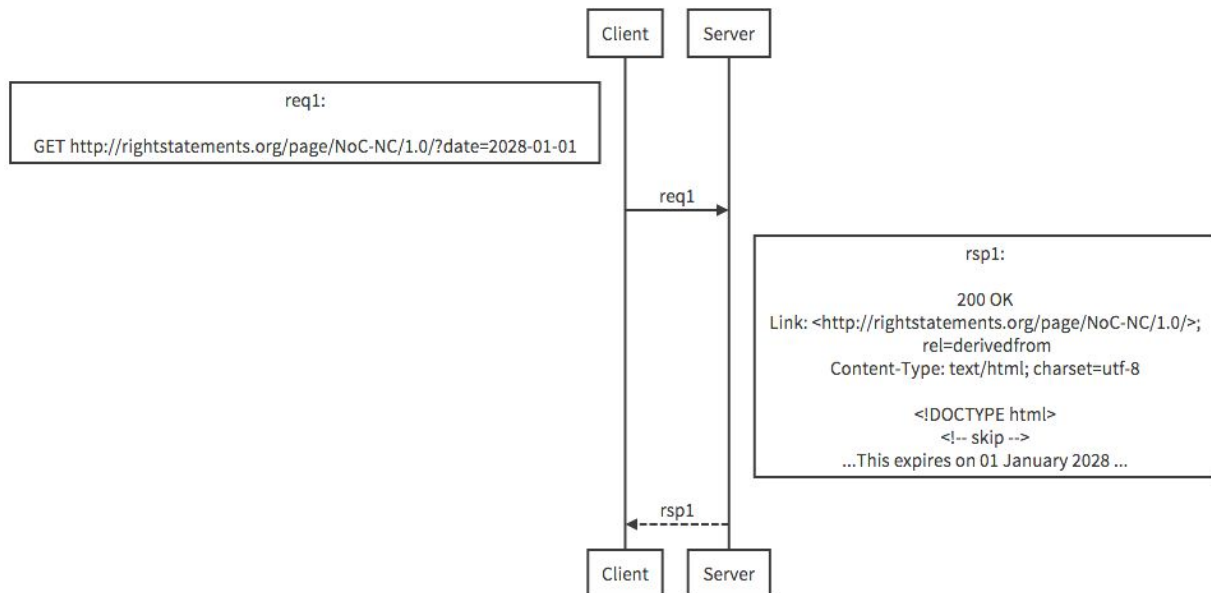 Client
Server
req1:
GET http://rightstatements.org/page/NoC-NC/1.0/?date=2028-01-01
req1
rsp1:
200 OK
Link: <http://rightstatements.org/page/NoC-NC/1.0/>;
rel=derivedfrom
Content-Type: text/html; charset=utf-8
<!DOCTYPE html>
<!-- skip -->
...This expires on 01 January 2028 ...
rsp1
Client
Server